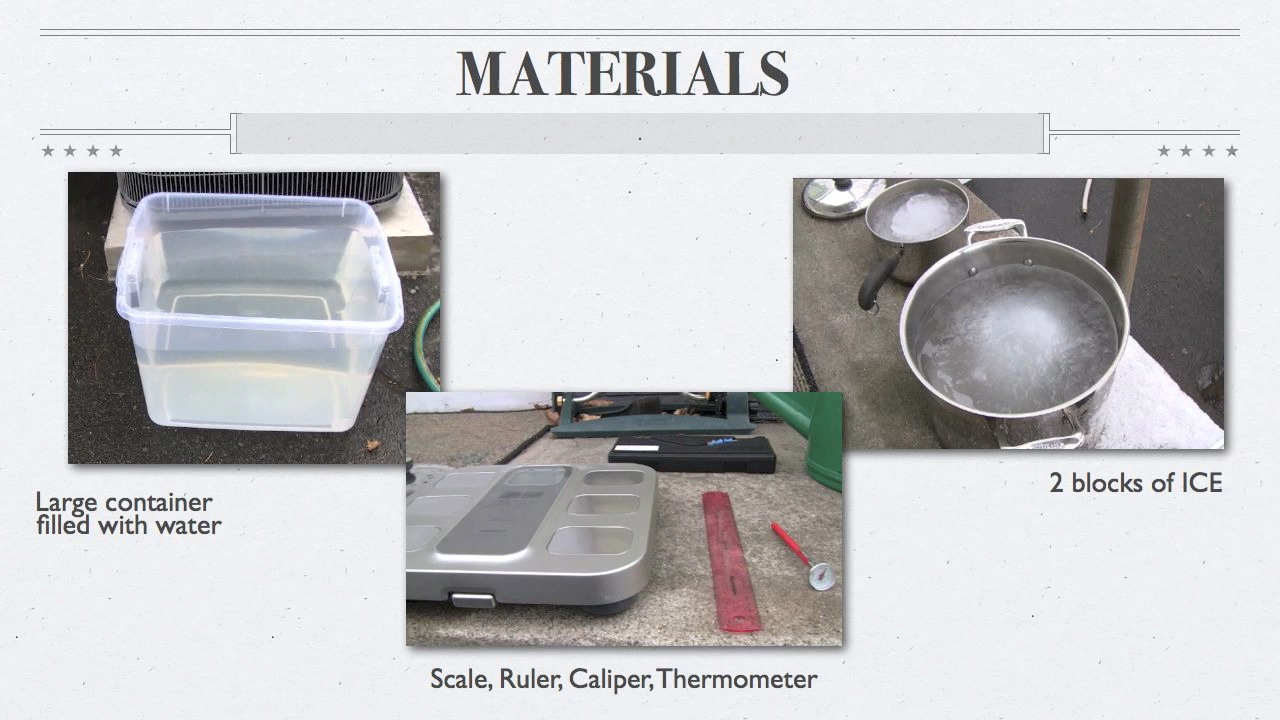 MATERIALS
Large container
filled with water
2 blocks of ICE
Scale, Ruler, Caliper, Thermometer